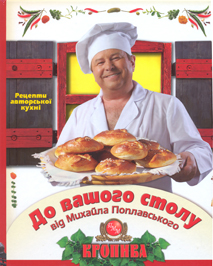 Рецепти
авторської
кухні
До вашого столу
від Михайла Поплавського
КРОПИВА